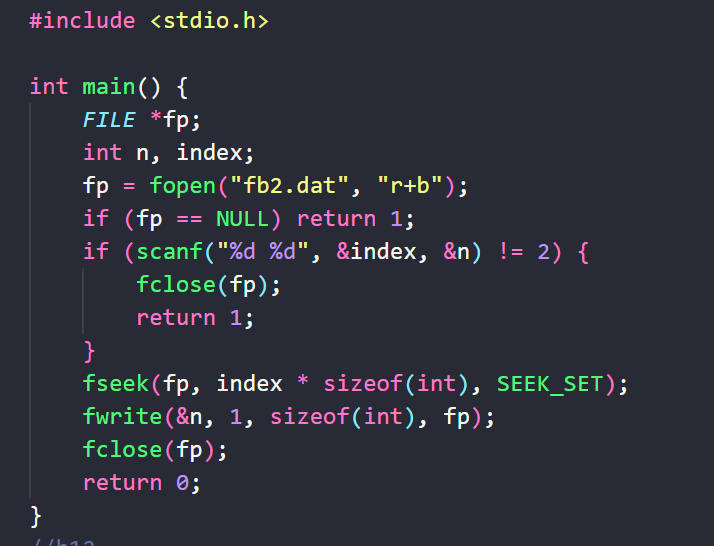 #include <stdio.h>
int main() {
FILE *fp;
int n, index;
fp = fopen("fb2.dat", "r+b");
if (fp == NULL) return 1;
if (scanf("%d %d", &index, &n) != 2) {
fclose(fp);
return 1;
}
fseek(fp, index * sizeof(int), SEEK_SET);
fwrite(&n, 1, sizeof(int), fp);
fclose(fp);
return 0;
}